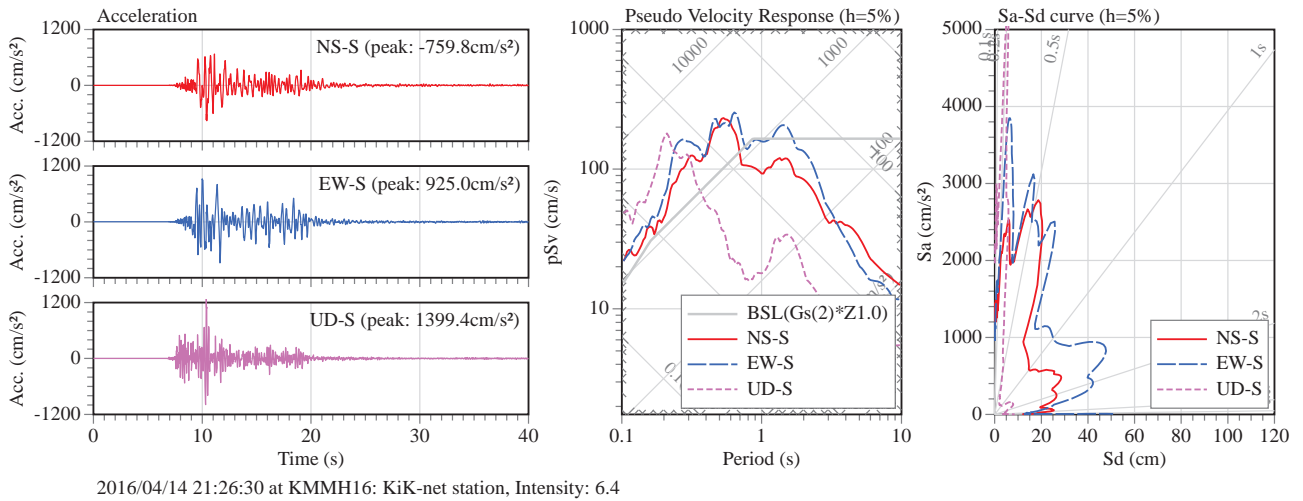 Acceleration
1200
0
-1200
Acc. (cm/s²)
NS-S (peak: -759.8cm/s²)
1200
0
-1200
Acc. (cm/s²)
EW-S (peak: 925.0cm/s²)
1200
0
-1200
Acc. (cm/s²)
UD-S (peak: 1399.4cm/s²)
0 10 20 30 40
Time (s)
Pseudo Velocity Response (h=5%)
1000
100
10
pSv (cm/s)
10000
1000
100
100
BSL(Gs(2)*Z1.0)
NS-S
EW-S
UD-S
0.1 1 10
Period (s)
Sa-Sd curve (h=5%)
5000
4000
3000
2000
1000
0
Sa (cm/s²)
0.1s
0.2s
0.5s
1s
2s
NS-S
EW-S
UD-S
0 20 40 60 80 100 120
Sd (cm)
2016/04/14 21:26:30 at KMMH16: KiK-net station, Intensity: 6.4